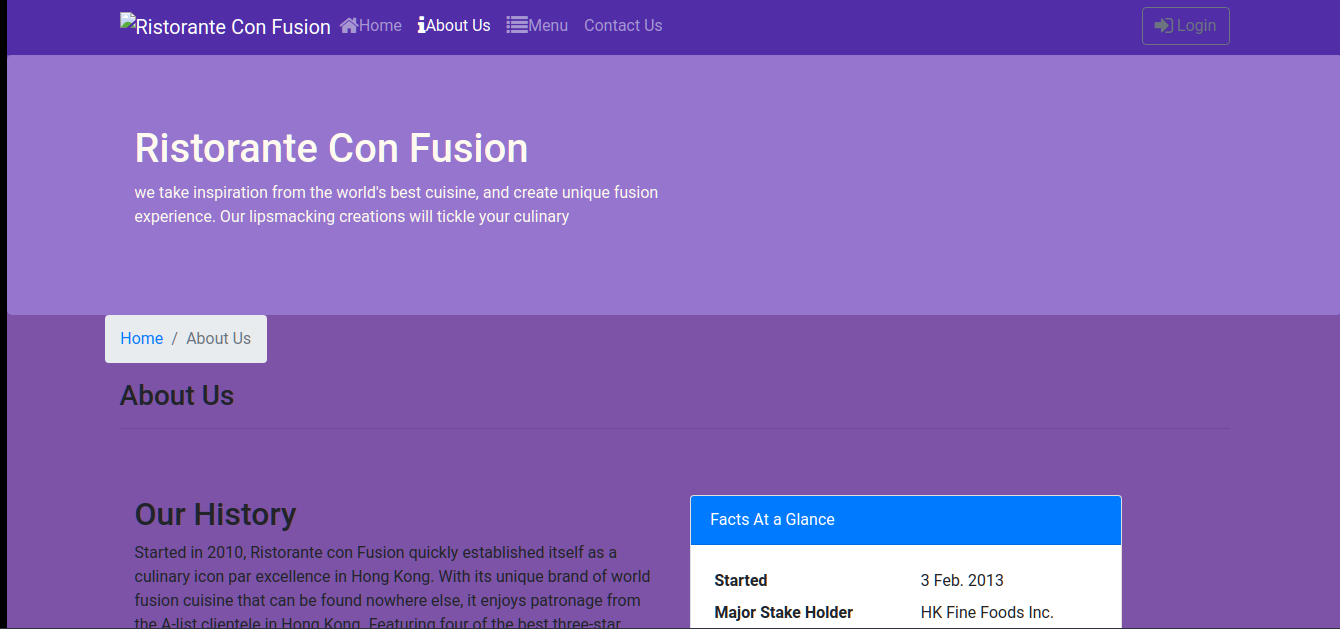 Ristorante Con Fusion Home About Us Menu Contact Us Login
Ristorante Con Fusion
we take inspiration from the world's best cuisine, and create unique fusion
experience. Our lipsmacking creations will tickle your culinary
Home / About Us
About Us
Our History
Started in 2010, Ristorante con Fusion quickly established itself as a
culinary icon par excellence in Hong Kong. With its unique brand of world
fusion cuisine that can be found nowhere else, it enjoys patronage from
the A-list clientele in Hong Kong. Featuring four of the best three-star
Facts At a Glance
Started 3 Feb. 2013
Major Stake Holder HK Fine Foods Inc.